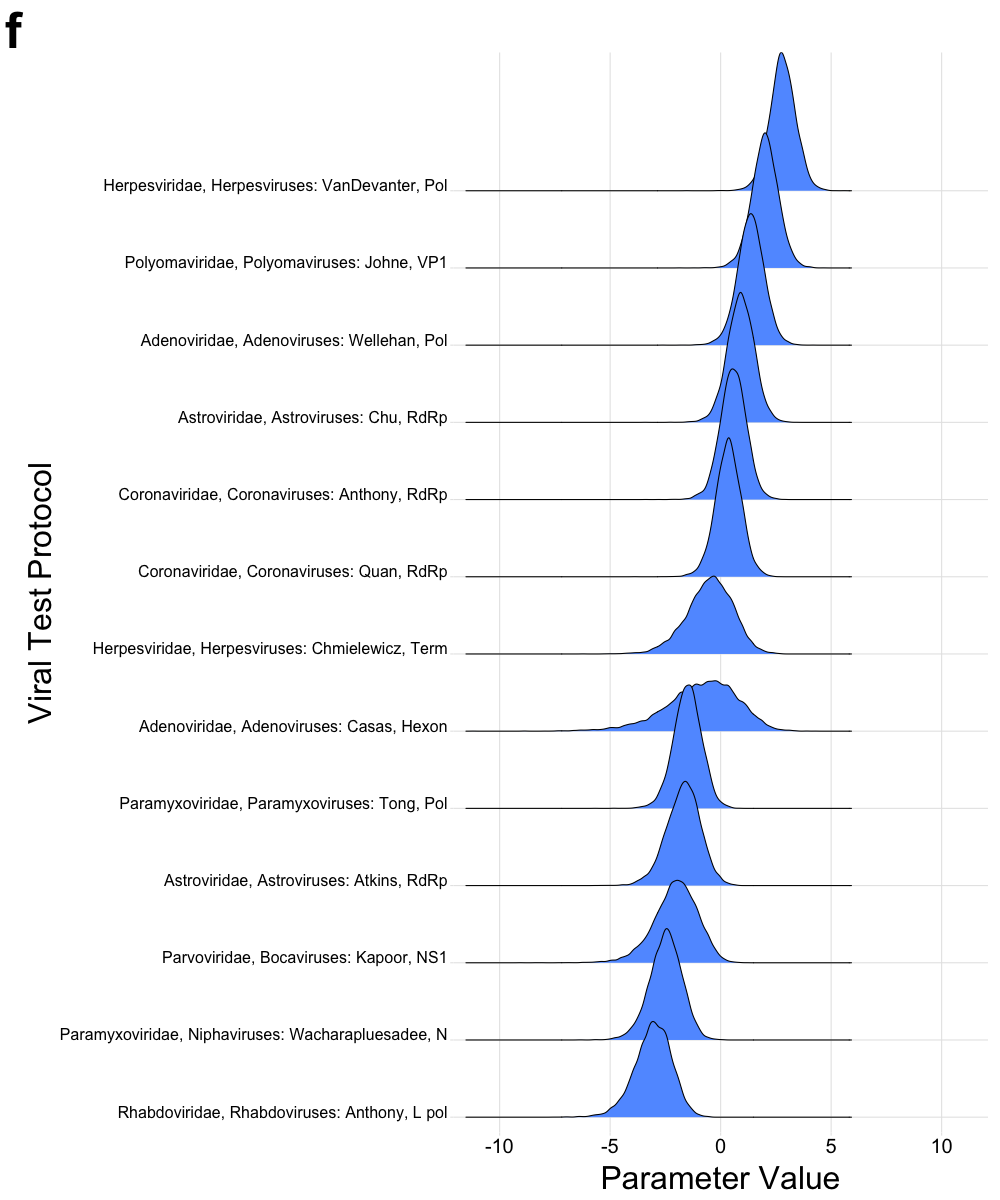 f
Herpesviridae, Herpesviruses: VanDevanter, Pol
Polyomaviridae, Polyomaviruses: Johne, VP1
Adenoviridae, Adenoviruses: Wellehan, Pol
Astroviridae, Astroviruses: Chu, RdRp
Coronaviridae, Coronaviruses: Anthony, RdRp
Coronaviridae, Coronaviruses: Quan, RdRp
Herpesviridae, Herpesviruses: Chmielewicz, Term
Adenoviridae, Adenoviruses: Casas, Hexon
Paramyxoviridae, Paramyxoviruses: Tong, Pol
Astroviridae, Astroviruses: Atkins, RdRp
Parvoviridae, Bocaviruses: Kapoor, NS1
Paramyxoviridae, Niphaviruses: Wacharapluesadee, N
Rhabdoviridae, Rhabdoviruses: Anthony, L pol
Viral Test Protocol
-10 -5 0 5 10
Parameter Value